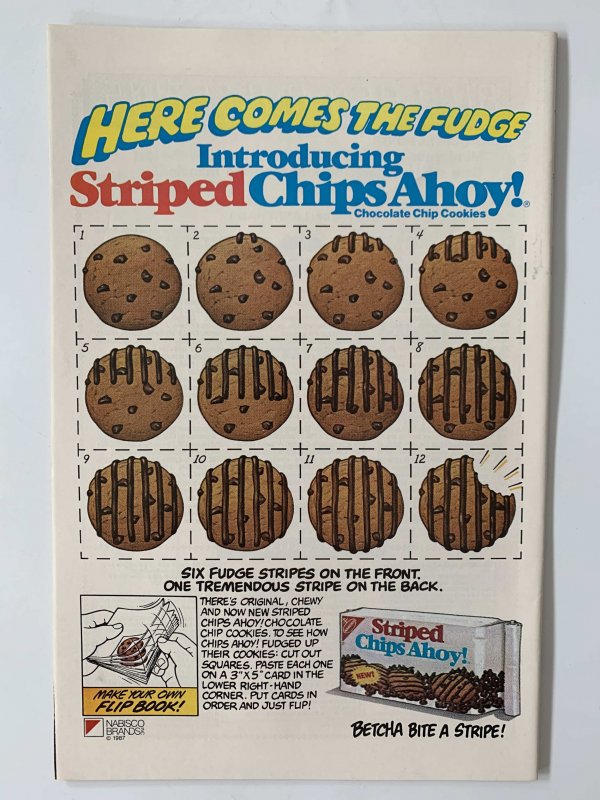 HERE COMES THE FUDGE
Introducing
Striped Chips Ahoy!®
Chocolate Chip Cookies
1 2 3 4
5 6 7 8
9 10 11 12
SIX FUDGE STRIPES ON THE FRONT.
ONE TREMENDOUS STRIPE ON THE BACK.
MAKE YOUR OWN
FLIP BOOK!
THERE'S ORIGINAL, CHEWY
AND NOW NEW STRIPED
CHIPS AHOY! CHOCOLATE
CHIP COOKIES. TO SEE HOW
CHIPS AHOY! FUDGED UP
THEIR COOKIES: CUT OUT
SQUARES. PASTE EACH ONE
ON A 3"X5" CARD IN THE
LOWER RIGHT-HAND
CORNER. PUT CARDS IN
ORDER AND JUST FLIP!
Striped
Chips Ahoy!
NEW!
BETCHA BITE A STRIPE!
NABISCO
BRANDS
© 1987